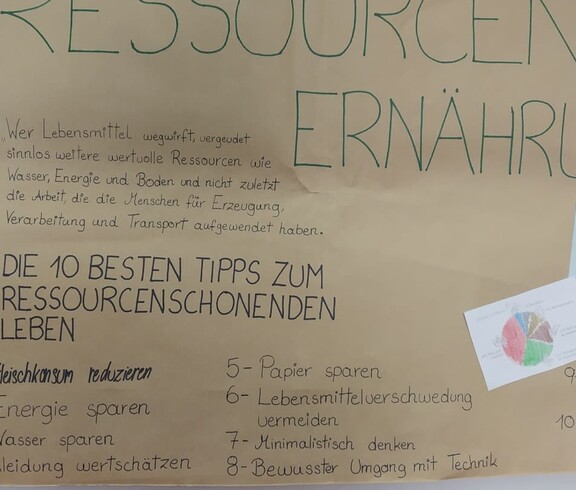 RESSOURCEN
ERNÄHRU
„Wer Lebensmittel wegwirft, vergeudet
sinnlos weitere wertvolle Ressourcen wie
Wasser, Energie und Boden und nicht zuletzt
die Arbeit, die die Menschen für Erzeugung,
Verarbeitung und Transport aufgewendet haben.
DIE 10 BESTEN TIPPS ZUM
RESSOURCENSCHONENDEN
LEBEN
leischkonsum reduzieren
Energie sparen
Wasser sparen
leidung wertschätzen
5- Papier sparen
6- Lebensmittelverschwedung
vermeiden
7- Minimalistisch denken
8- Bewusster Umgang mit Technik
9
10